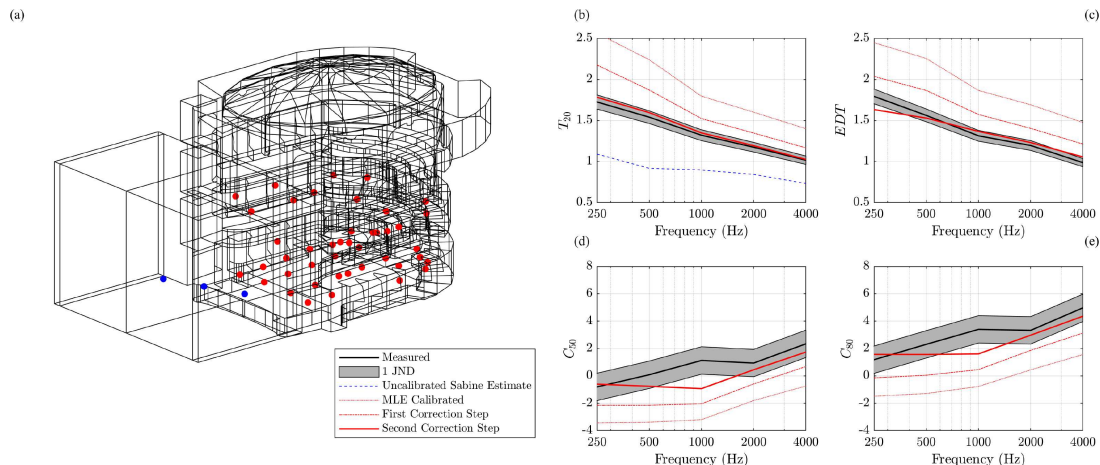 (a)
(b)
(c)
2.5
2
1.5
1
0.5
T20
250
500
1000
2000
4000
Frequency (Hz)
2.5
2
1.5
1
0.5
EDT
250
500
1000
2000
4000
Frequency (Hz)
(d)
(e)
8
6
4
2
0
-2
-4
C50
250
500
1000
2000
4000
Frequency (Hz)
8
6
4
2
0
-2
-4
C80
250
500
1000
2000
4000
Frequency (Hz)
Measured
1 JND
Uncalibrated Sabine Estimate
MLE Calibrated
First Correction Step
Second Correction Step